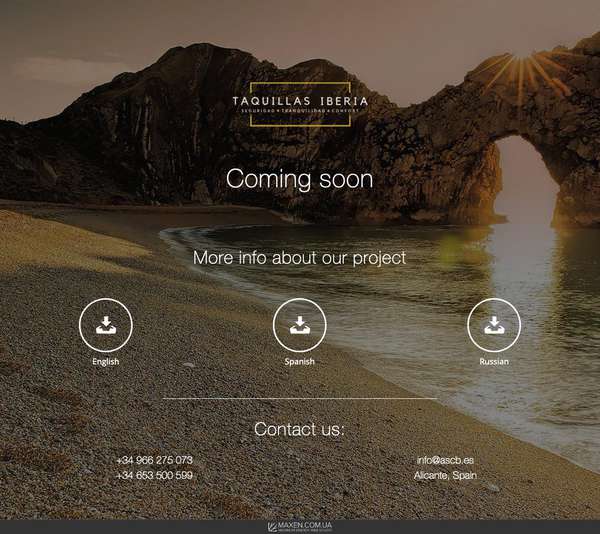 TAQUILLAS IBERIA
SEGURIDAD • TRANQUILIDAD • CONFORT
Coming soon
More info about our project
English
Spanish
Russian
Contact us:
+34 966 275 073
info@ascb.es
+34 653 500 599
Alicante, Spain
MAXEN.COM.UA